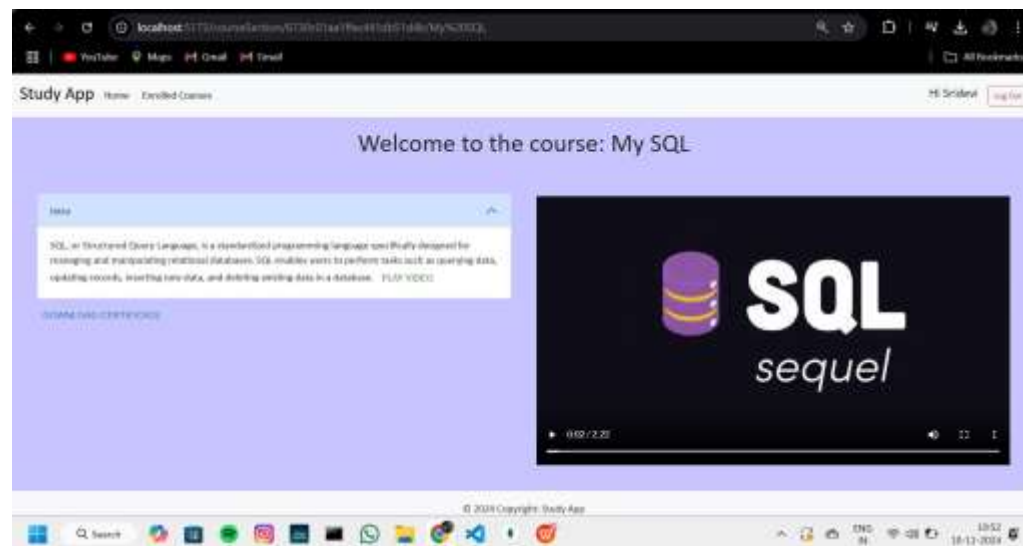 localhost
YouTube Maps Gmail Gmail
All Bookmarks
Study App Home Enrolled Courses
Hi Sridevi Log Out
Welcome to the course: My SQL
Intro
SQL, or Structured Query Language, is a standardized programming language specifically designed for
managing and manipulating relational databases. SQL enables users to perform tasks such as querying data,
updating records, inserting new data, and deleting existing data in a database. PLAY VIDEO
DOWNLOAD CERTIFICATE
SQL
sequel
0:02 / 2:22
© 2024 Copyright: Study App
Search
ENG
IN
10:52
18-12-2024